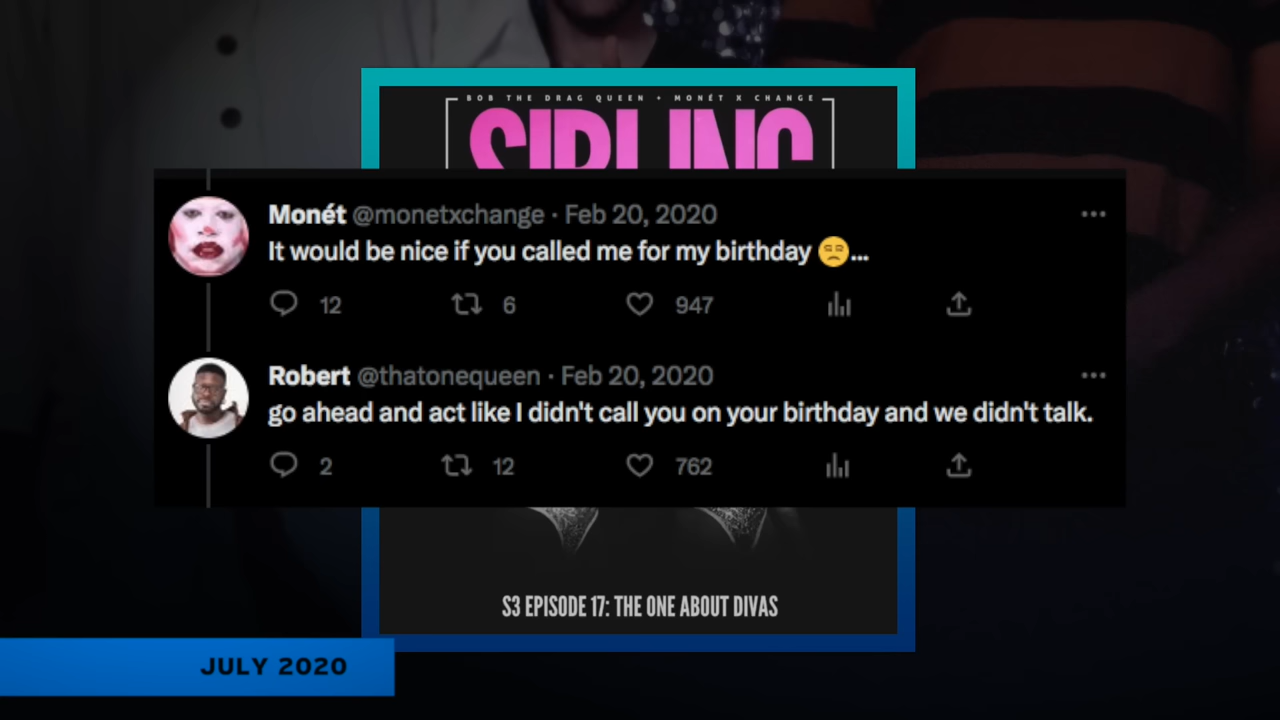 BOB THE DRAG QUEEN + MONÉT X CHANGE
SIBLING
Monét @monetxchange · Feb 20, 2020
It would be nice if you called me for my birthday 😒...
12 6 947
Robert @thatonequeen · Feb 20, 2020
go ahead and act like I didn't call you on your birthday and we didn't talk.
2 12 762
S3 EPISODE 17: THE ONE ABOUT DIVAS
JULY 2020